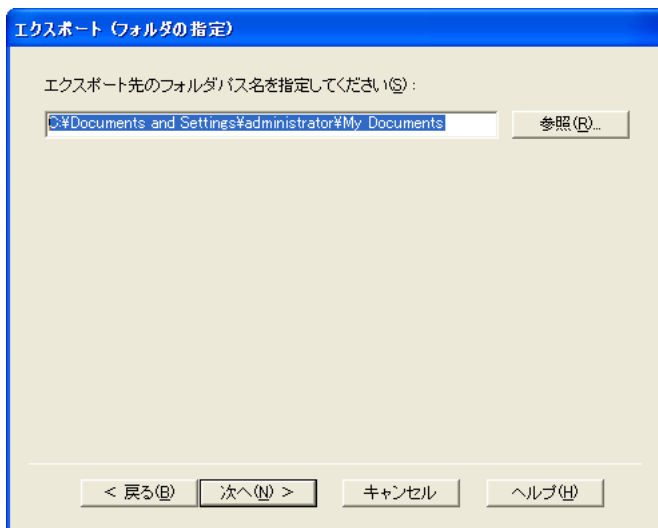 エクスポート（フォルダの指定）
エクスポート先のフォルダパス名を指定してください(S):
C:¥Documents and Settings¥administrator¥My Documents 参照(R)...
< 戻る(B) 次へ(N) > キャンセル ヘルプ(H)